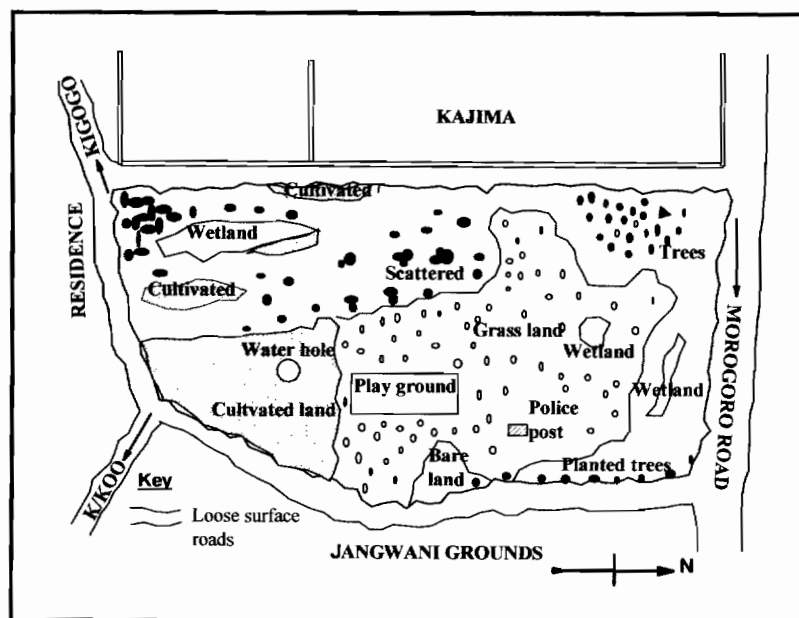 KAJIMA
KIGOGO
Cultivated
Wetland
Trees
Scattered
RESIDENCE
Cultivated
Grass land
Water hole
Wetland
MOROGORO ROAD
Play ground
Wetland
Cultvated land
Police
post
Bare
land
Planted trees
K/KOO
Key
Loose surface
roads
JANGWANI GROUNDS
N